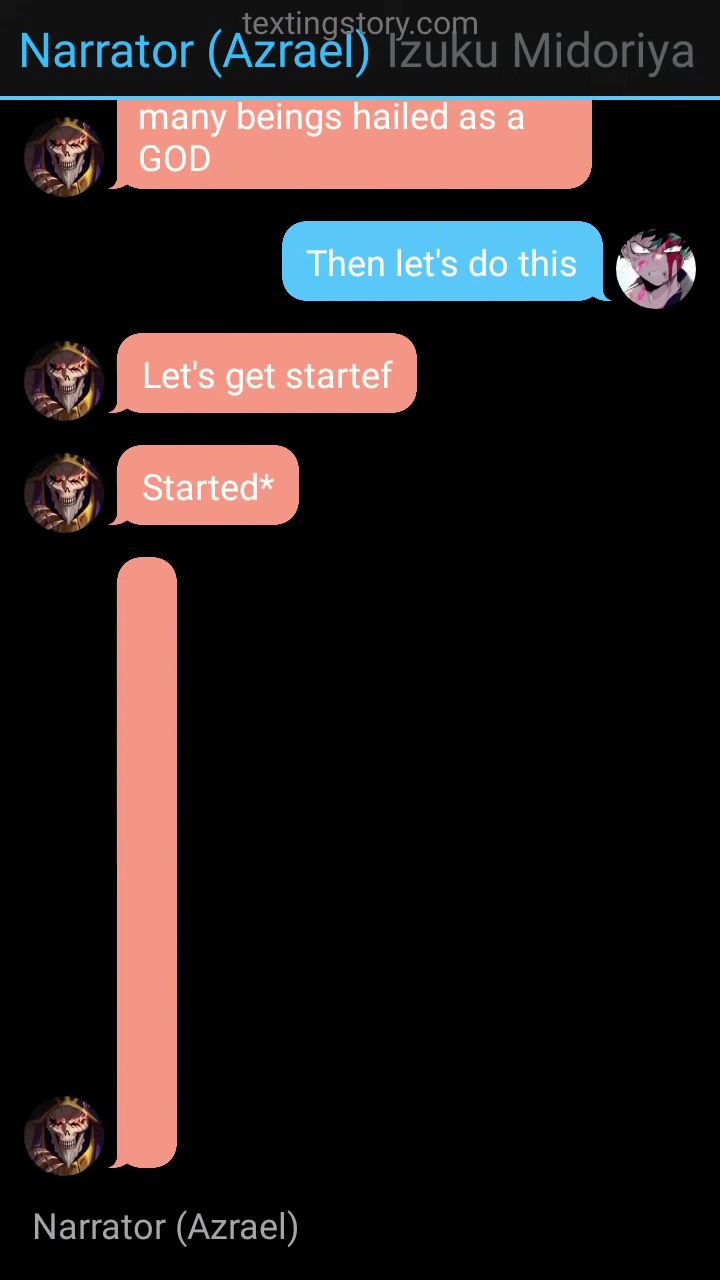 textingstory.com
Narrator (Azrael) Izuku Midoriya
many beings hailed as a
GOD
Then let's do this
Let's get startef
Started*
Narrator (Azrael)